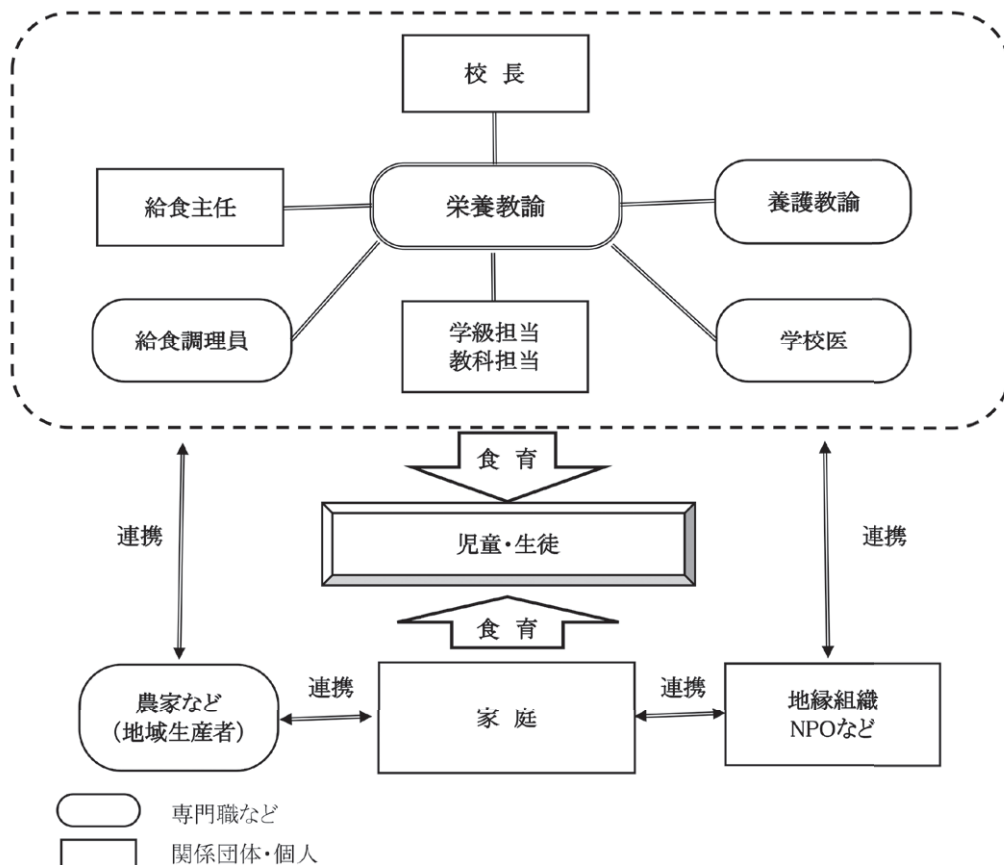 校 長
給食主任
栄養教諭
養護教諭
給食調理員
学級担当
教科担当
学校医
食 育
連携
児童・生徒
連携
食 育
農家など
(地域生産者)
連携
家 庭
連携
地縁組織
NPOなど
専門職など
関係団体・個人